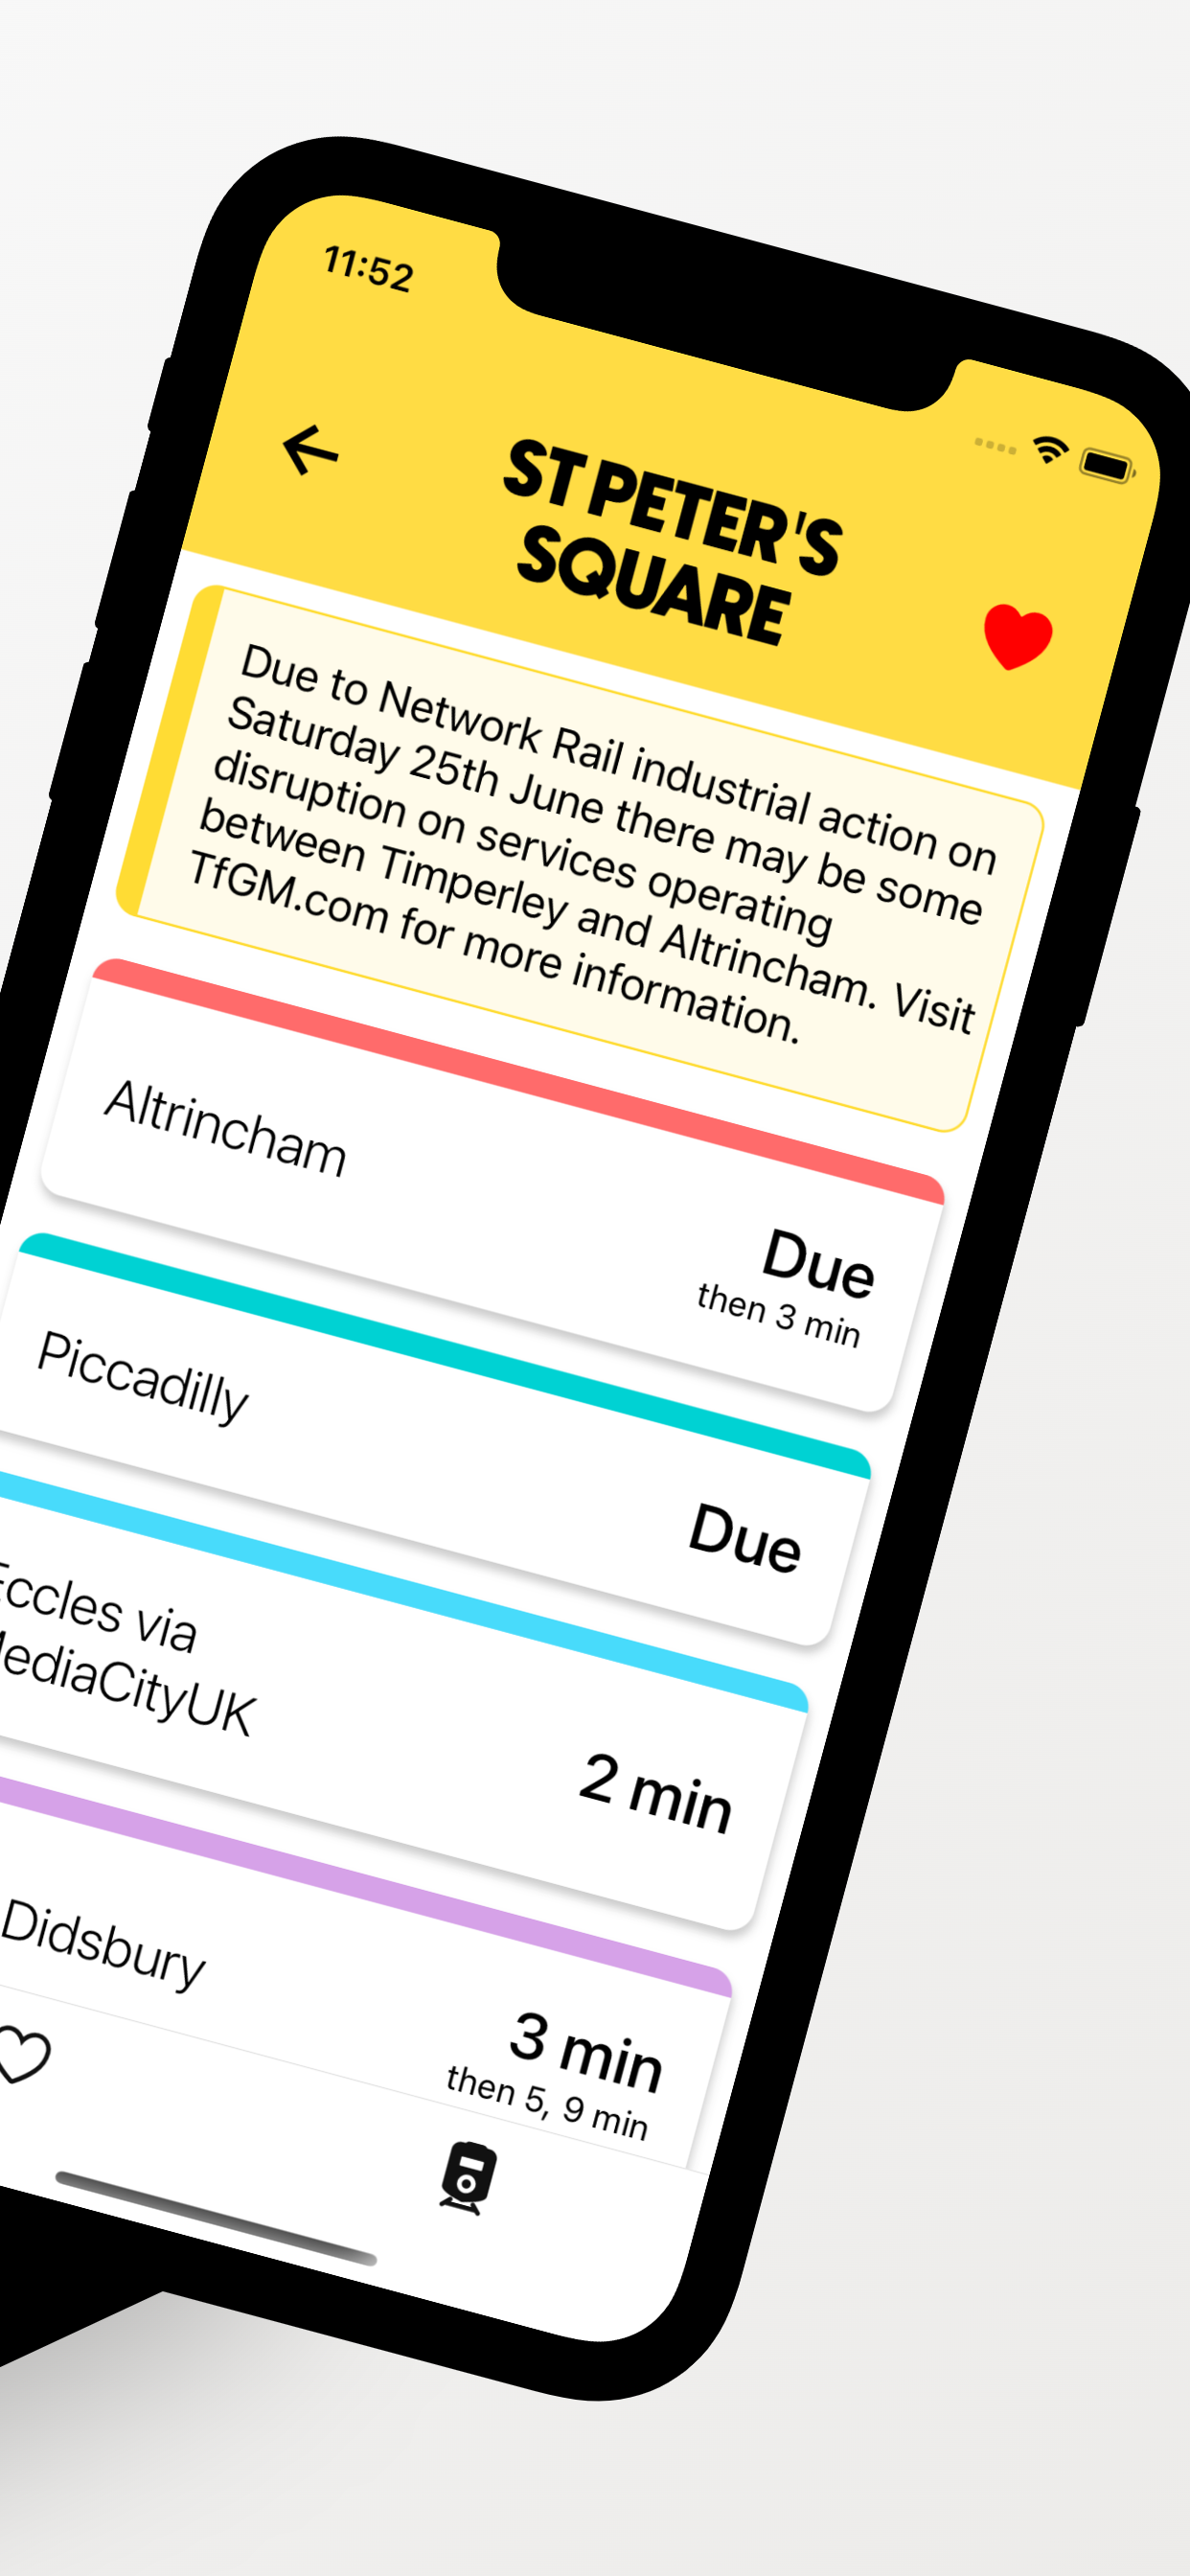 11:52
ST PETER'S
SQUARE
Due to Network Rail industrial action on
Saturday 25th June there may be some
disruption on services operating
between Timperley and Altrincham. Visit
TfGM.com for more information.
Altrincham
Due
then 3 min
Piccadilly
Due
Eccles via
MediaCityUK
2 min
Didsbury
3 min
then 5, 9 min